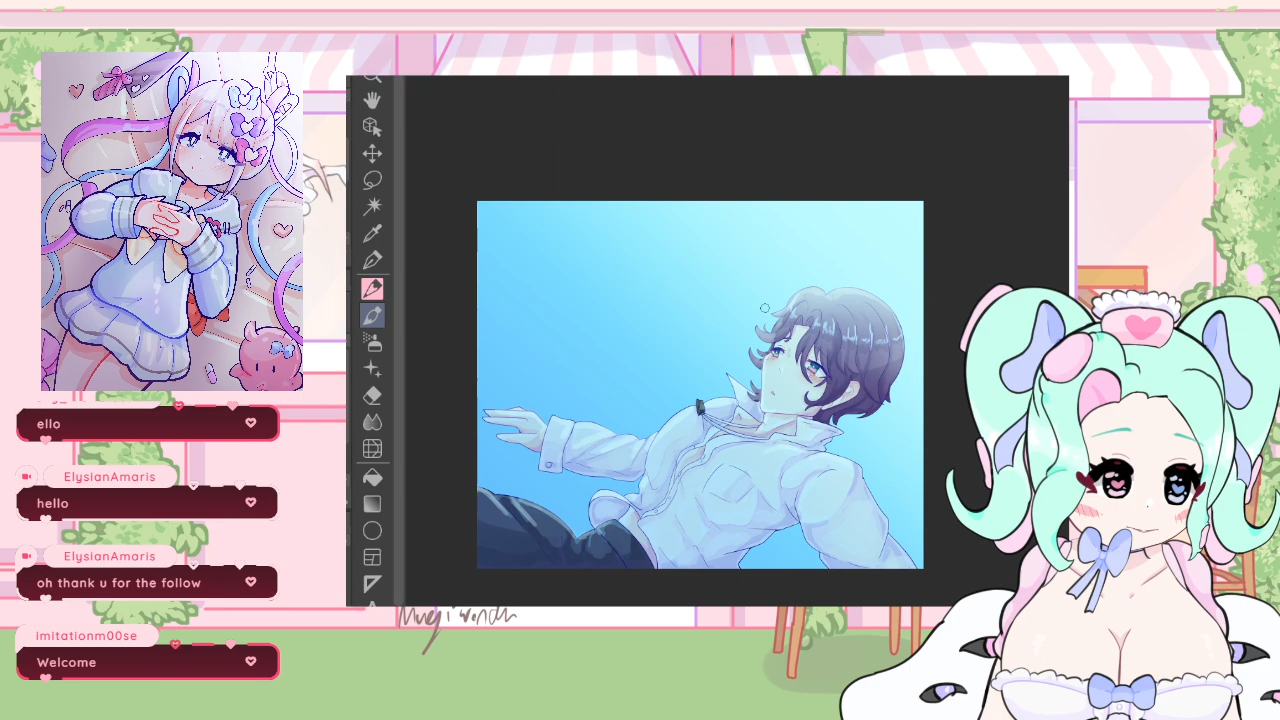 ello
ElysianAmaris
hello
ElysianAmaris
oh thank u for the follow
imitationm00se
Welcome